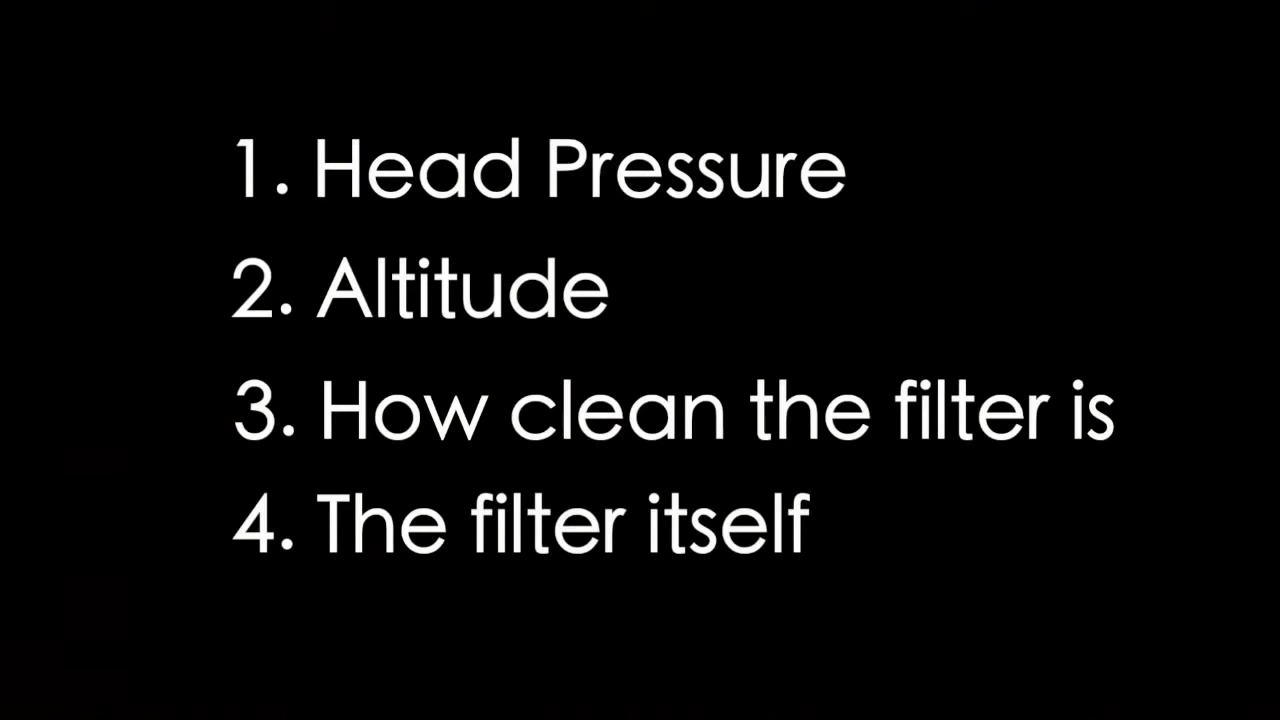 1. Head Pressure
2. Altitude
3. How clean the filter is
4. The filter itself